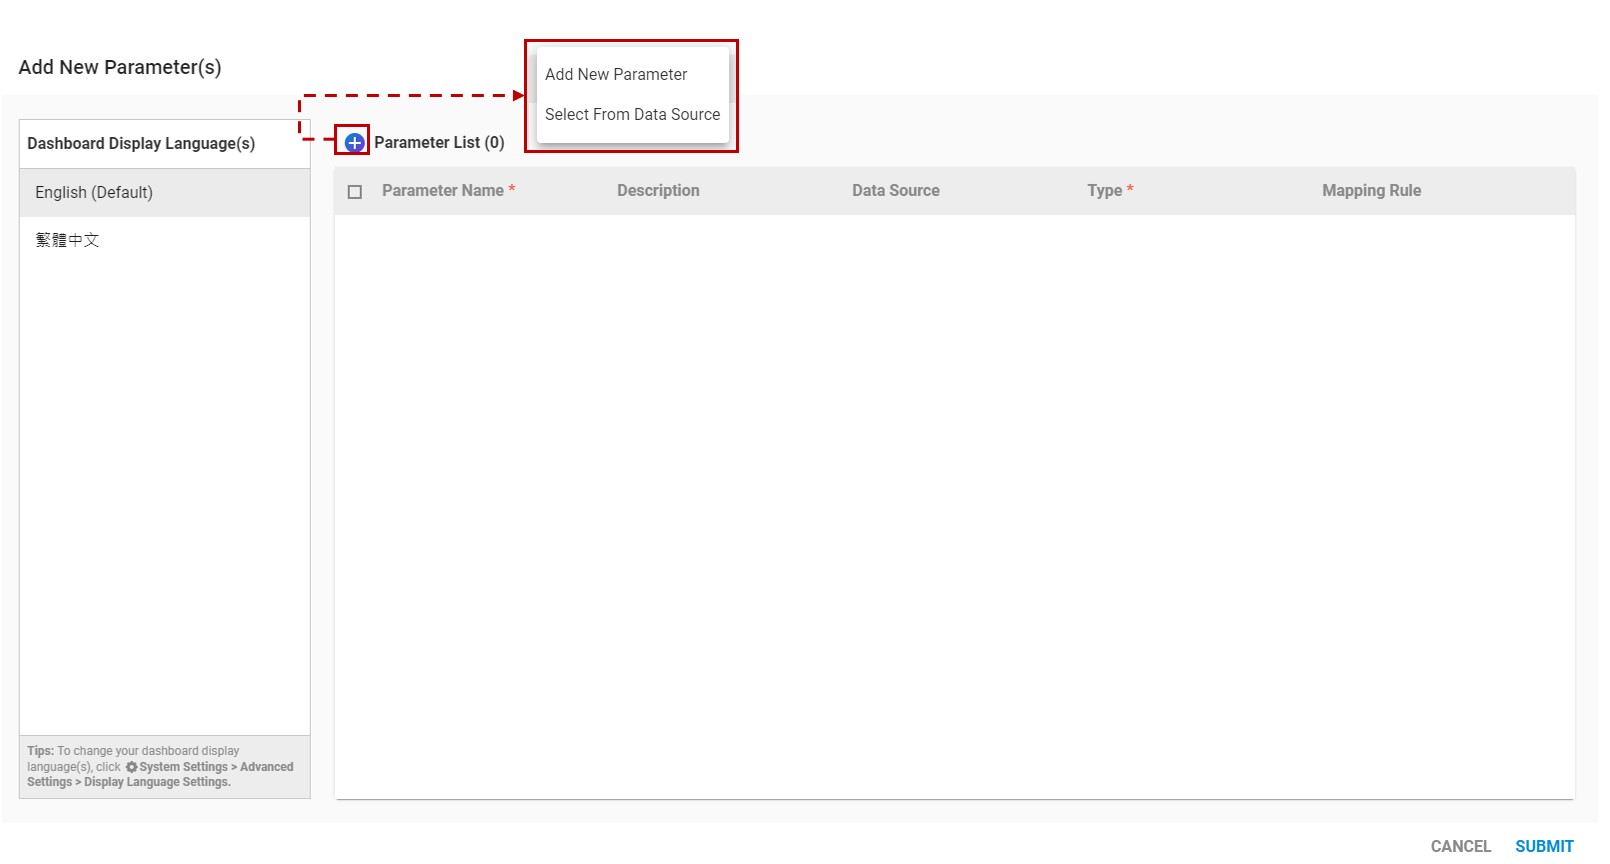 Add New Parameter(s)
Add New Parameter
Select From Data Source
Dashboard Display Language(s)
English (Default)
繁體中文
Tips: To change your dashboard display
language(s), click System Settings > Advanced
Settings > Display Language Settings.
Parameter List (0)
Parameter Name * Description Data Source Type * Mapping Rule
CANCEL SUBMIT